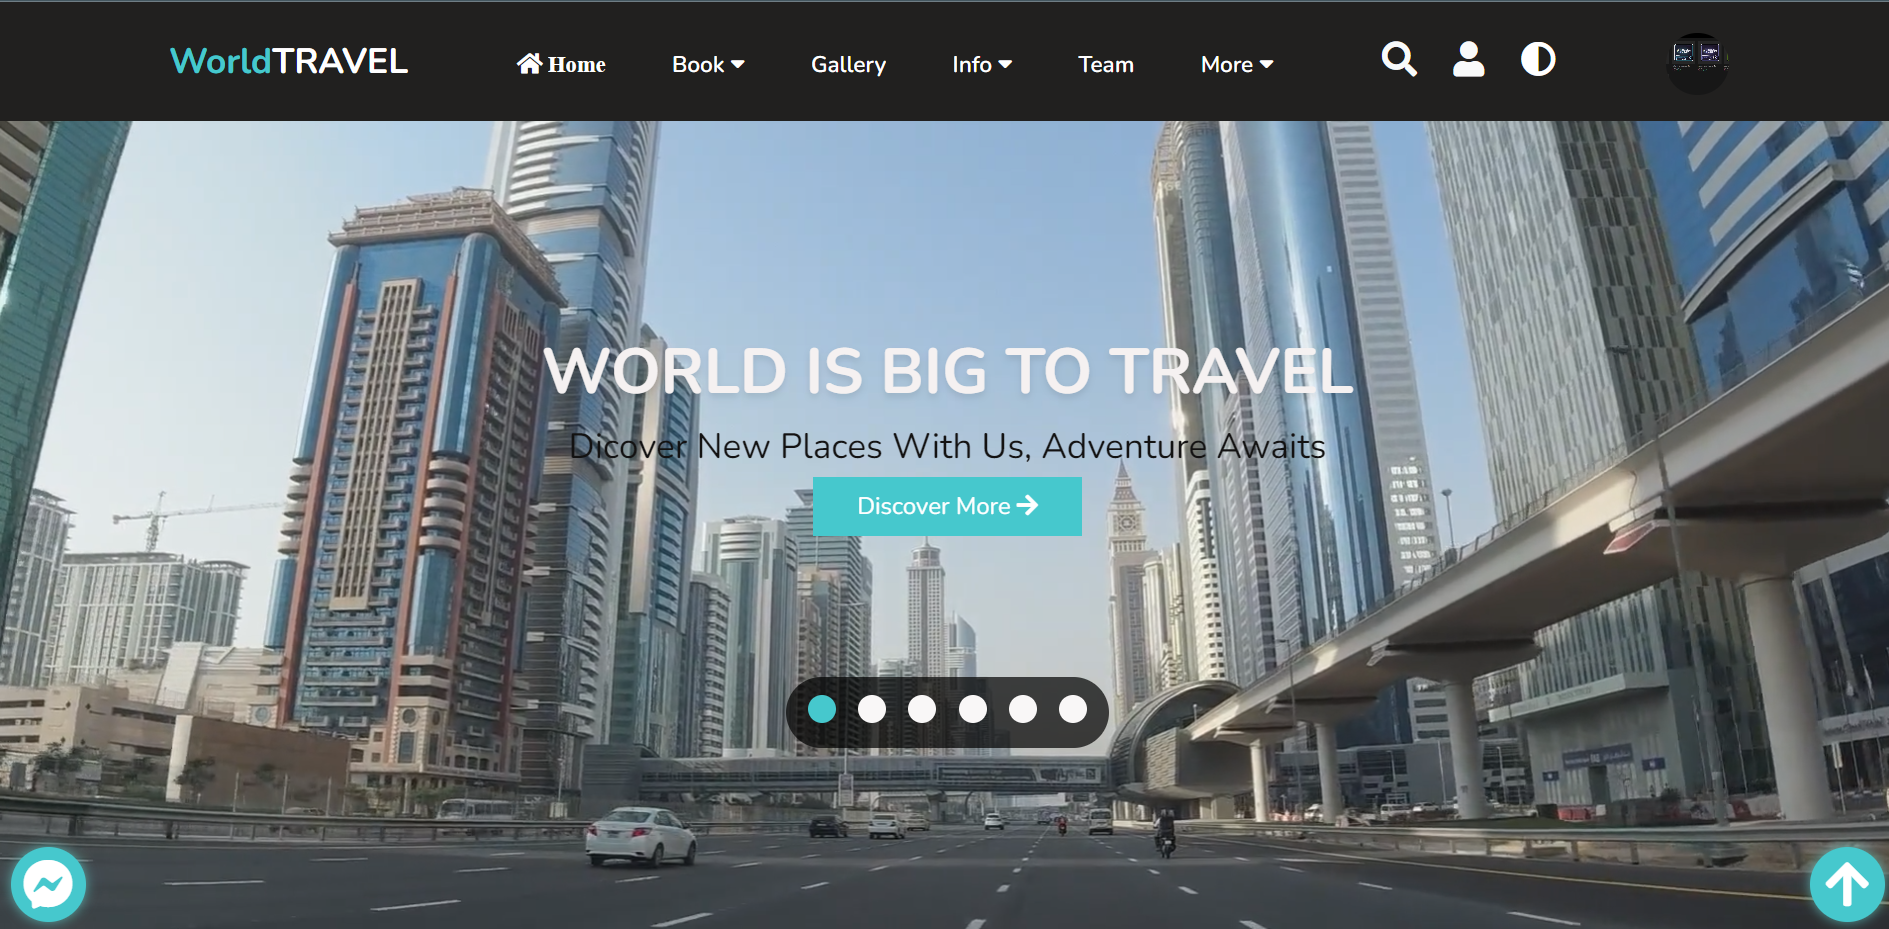 WorldTRAVEL
Home
Book
Gallery
Info
Team
More
WORLD IS BIG TO TRAVEL
Dicover New Places With Us, Adventure Awaits
Discover More